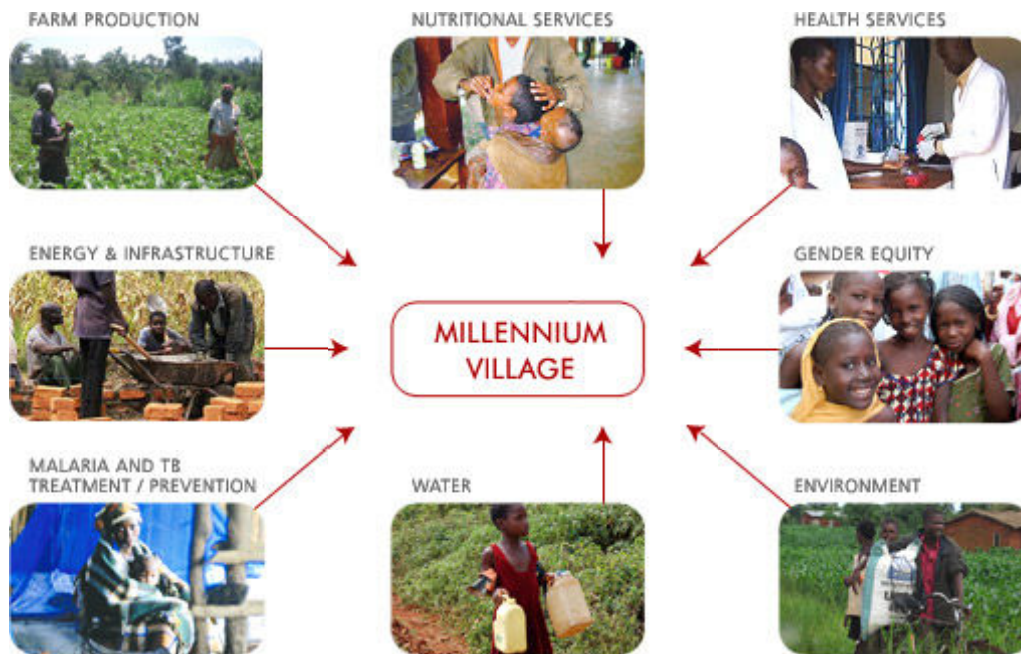 FARM PRODUCTION
NUTRITIONAL SERVICES
HEALTH SERVICES
ENERGY & INFRASTRUCTURE
MILLENNIUM
VILLAGE
GENDER EQUITY
MALARIA AND TB
TREATMENT / PREVENTION
WATER
ENVIRONMENT